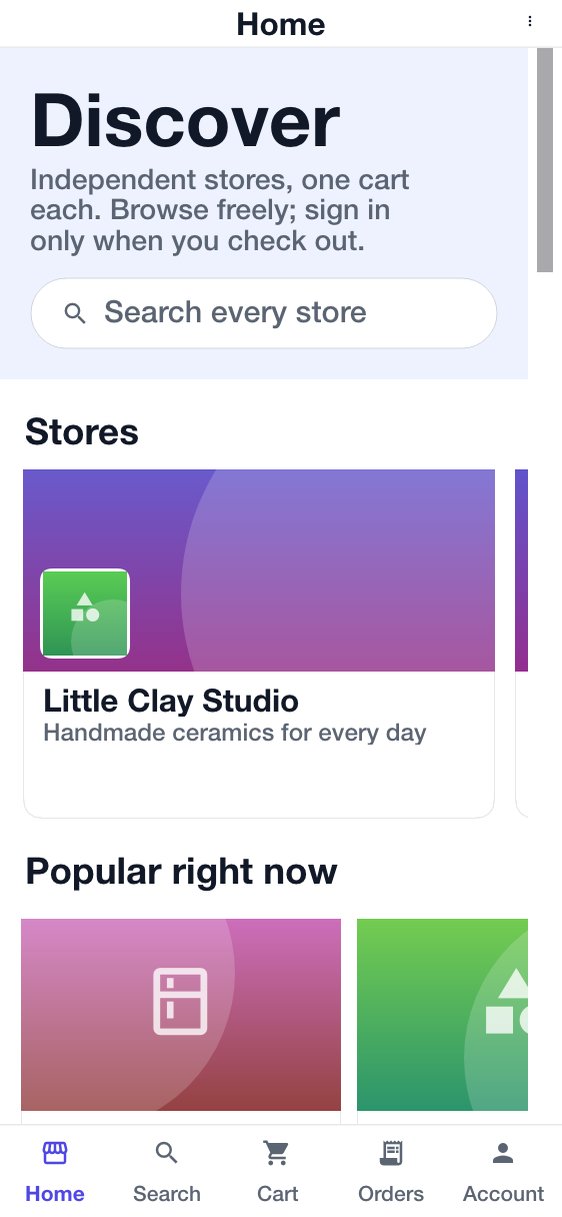 Home
Discover
Independent stores, one cart
each. Browse freely; sign in
only when you check out.
Search every store
Stores
Little Clay Studio
Handmade ceramics for every day
Popular right now
Home
Search
Cart
Orders
Account